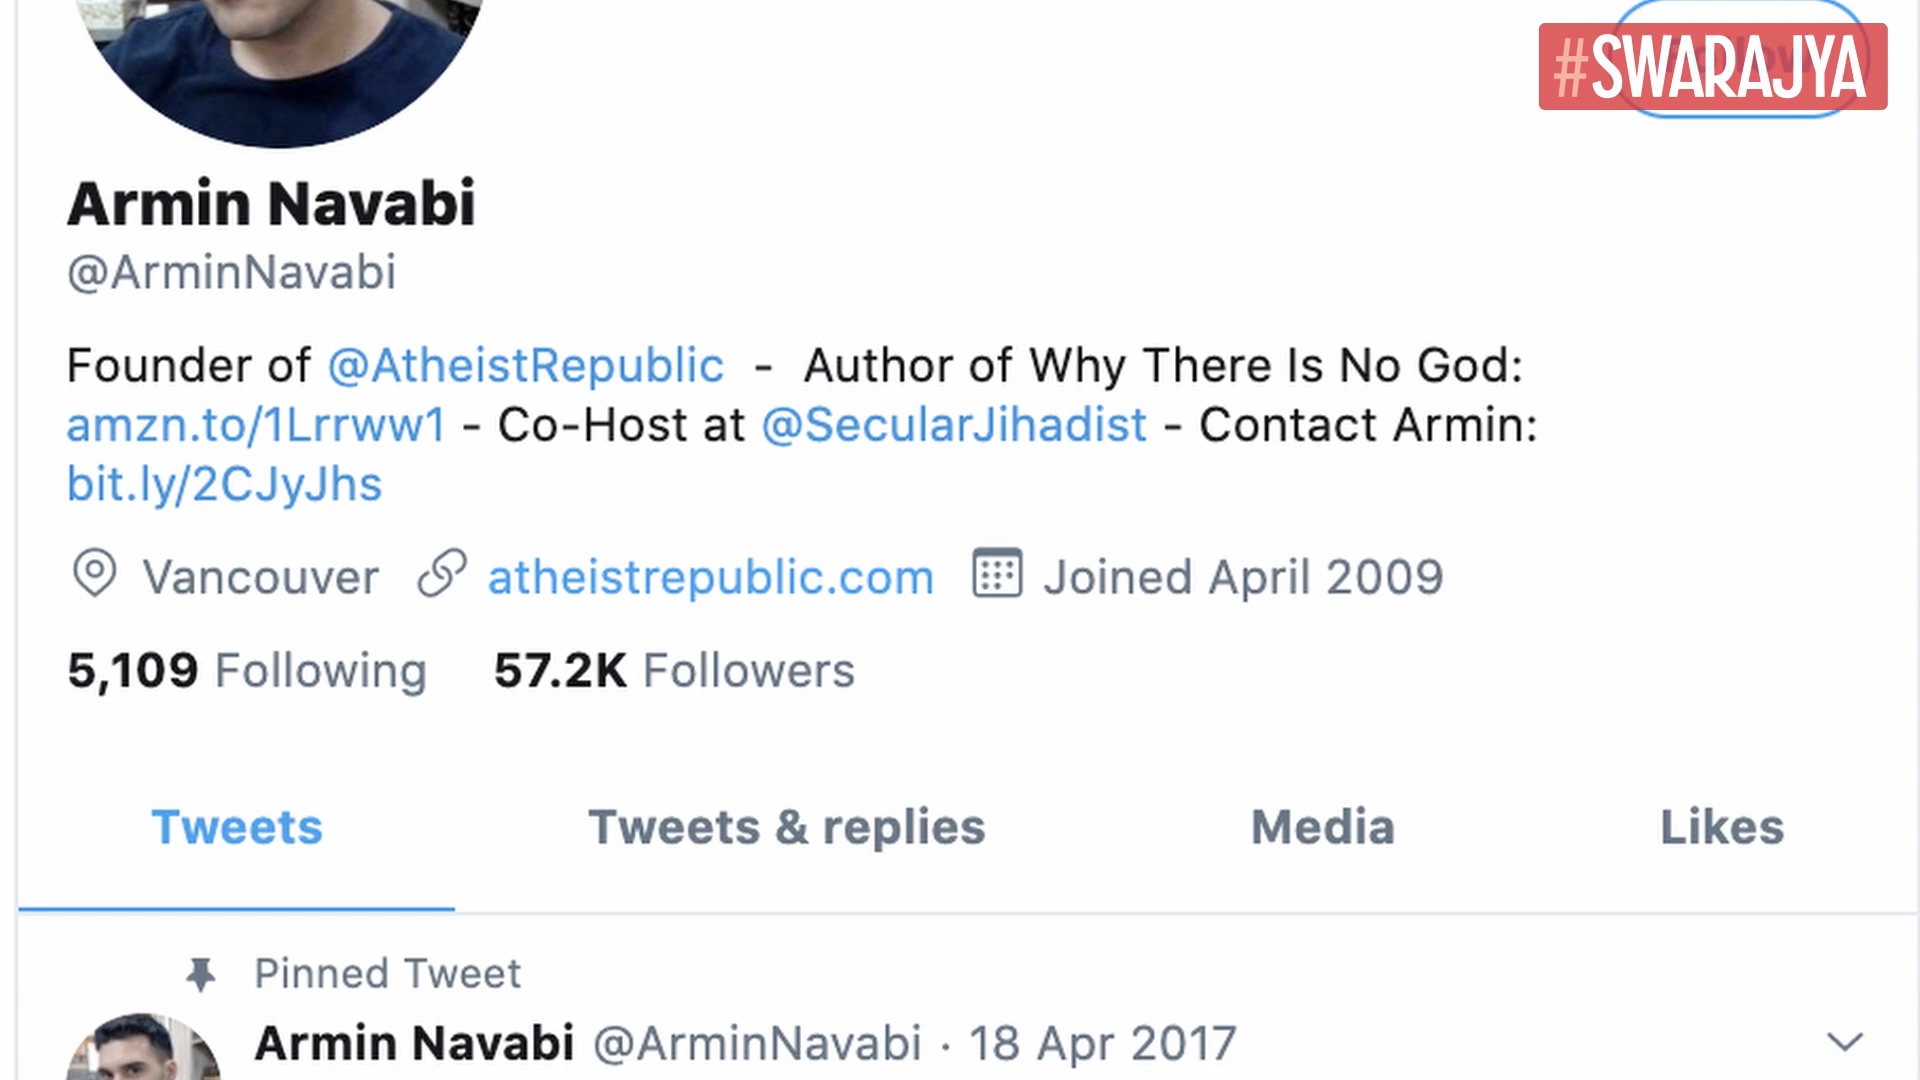 #SWARAJYA
Armin Navabi
@ArminNavabi
Founder of @AtheistRepublic - Author of Why There Is No God:
amzn.to/1Lrrww1 - Co-Host at @SecularJihadist - Contact Armin:
bit.ly/2CJyJhs
Vancouver atheistrepublic.com Joined April 2009
5,109 Following 57.2K Followers
Tweets Tweets & replies Media Likes
Pinned Tweet
Armin Navabi @ArminNavabi · 18 Apr 2017